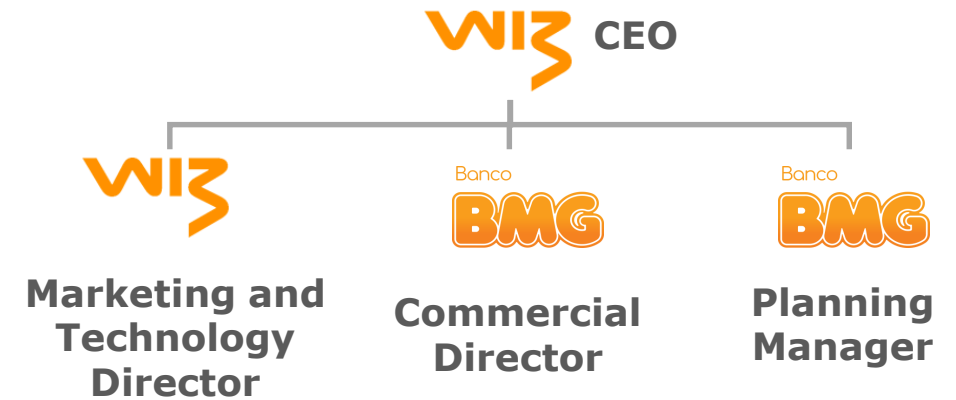 wiz CEO
wiz
Banco
BMG
Banco
BMG
Marketing and
Technology
Director
Commercial
Director
Planning
Manager